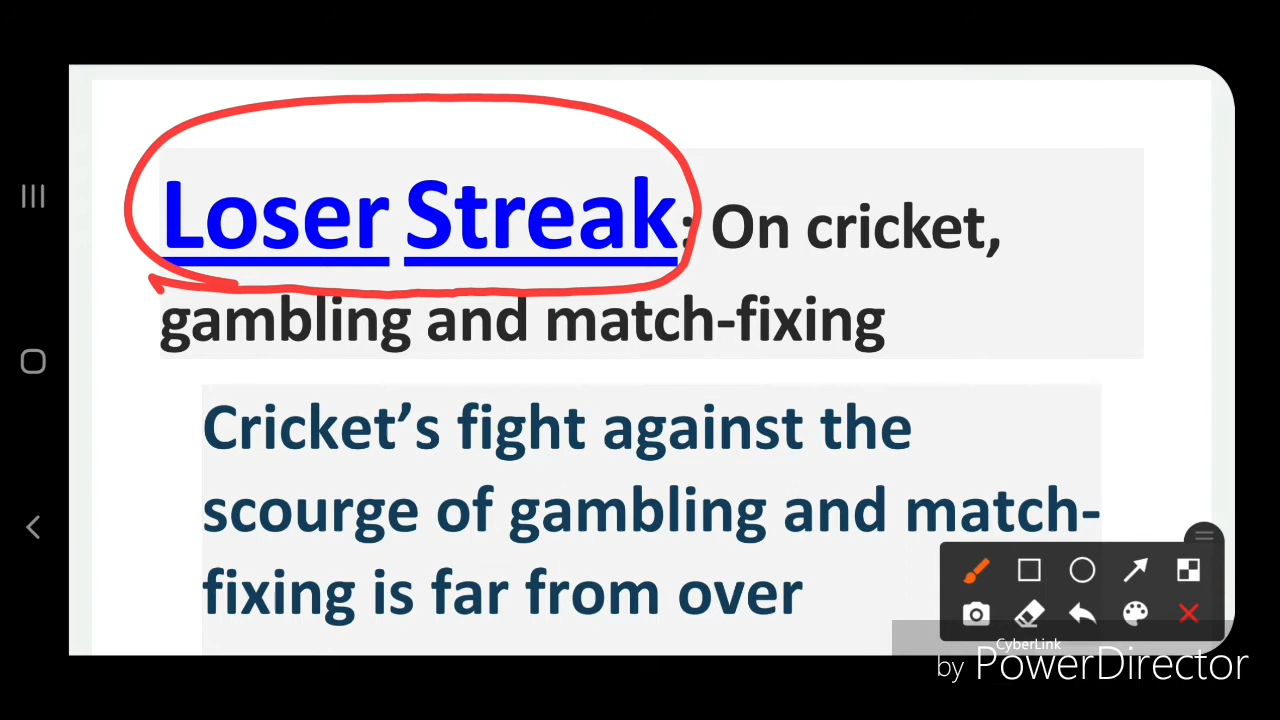 Loser Streak: On cricket,
gambling and match-fixing
Cricket’s fight against the
scourge of gambling and match-
fixing is far from over
CyberLink
by PowerDirector